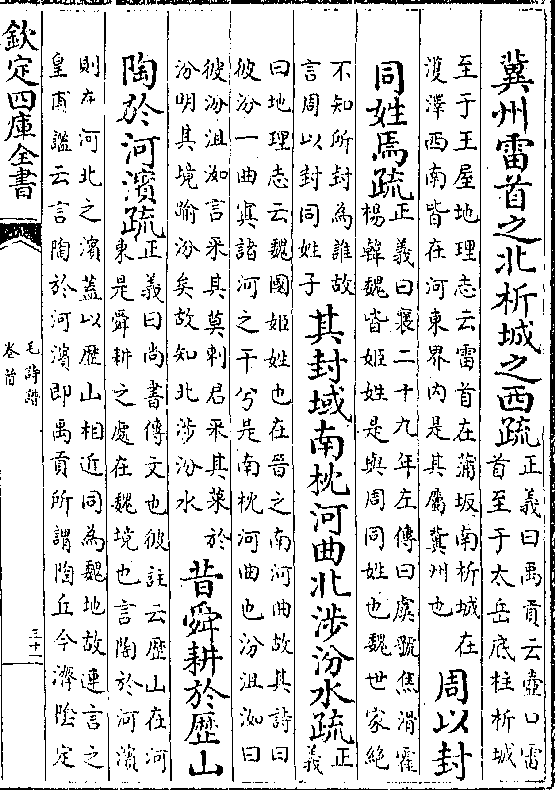 冀州雷首之北析城之西疏正義曰禹貢云壺口雷
首至于太岳底柱析城
至于王屋地理志云雷首在蒲坂南析城在
濩澤西南皆在河東界内是其屬冀州也周以封
同姓焉疏正義曰襄二十九年左傳曰虞虢焦滑霍
楊韓魏皆姬姓是與周同姓也魏世家絶
不知所封為誰故
言周以封同姓子其封域南枕河曲北涉汾水疏正
義
曰地理志云魏國姬姓也在晉之南河曲故其詩曰
彼汾一曲寘諸河之干兮是南枕河曲也汾沮洳曰
彼汾沮洳言采其莫刺君采其菜於
汾明其境踰汾矣故知北涉汾水昔舜耕於歷山
陶於河濱疏正義曰尚書傳文也彼註云歷山在河
東是舜耕之處在魏境也言陶於河濱
則在河北之濱蓋以歷山相近同為魏地故連言之
皇甫謐云言陶於河濱即禹貢所謂陶丘今濟隂定
欽定四庫全書
毛詩譜
卷首
三十一